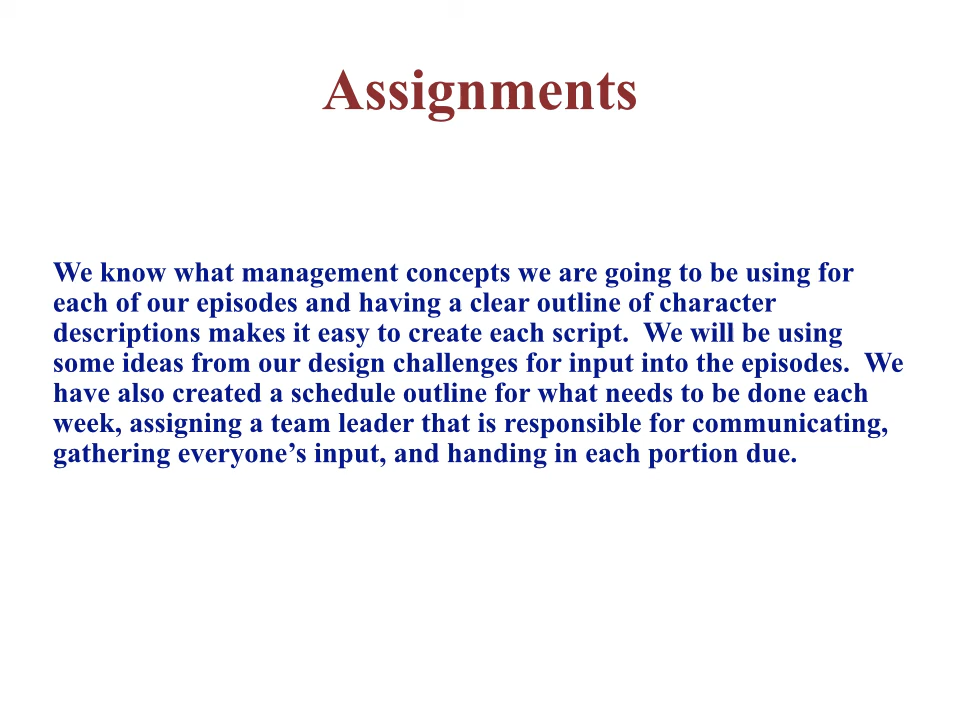 Assignments
We know what management concepts we are going to be using for
each of our episodes and having a clear outline of character
descriptions makes it easy to create each script.  We will be using
some ideas from our design challenges for input into the episodes.  We
have also created a schedule outline for what needs to be done each
week, assigning a team leader that is responsible for communicating,
gathering everyone’s input, and handing in each portion due.